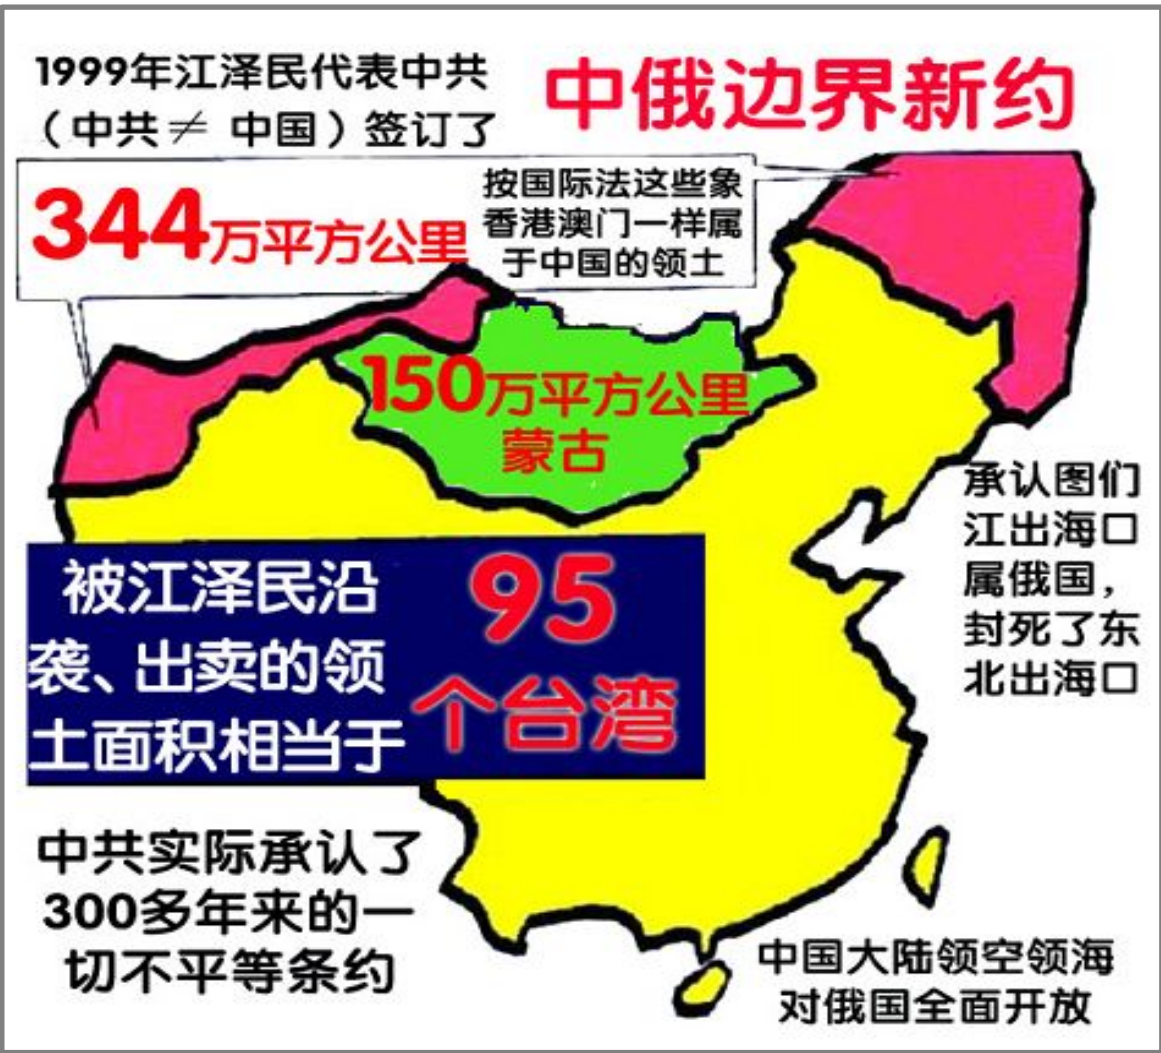 1999年江泽民代表中共
（中共≠ 中国）签订了
中俄边界新约
344万平方公里
按国际法这些象
香港澳门一样属
于中国的领土
150万平方公里
蒙古
承认图们
江出海口
属俄国，
封死了东
北出海口
被江泽民沿
袭、出卖的领
土面积相当于
95
个台湾
中共实际承认了
300多年来的一
切不平等条约
中国大陆领空领海
对俄国全面开放